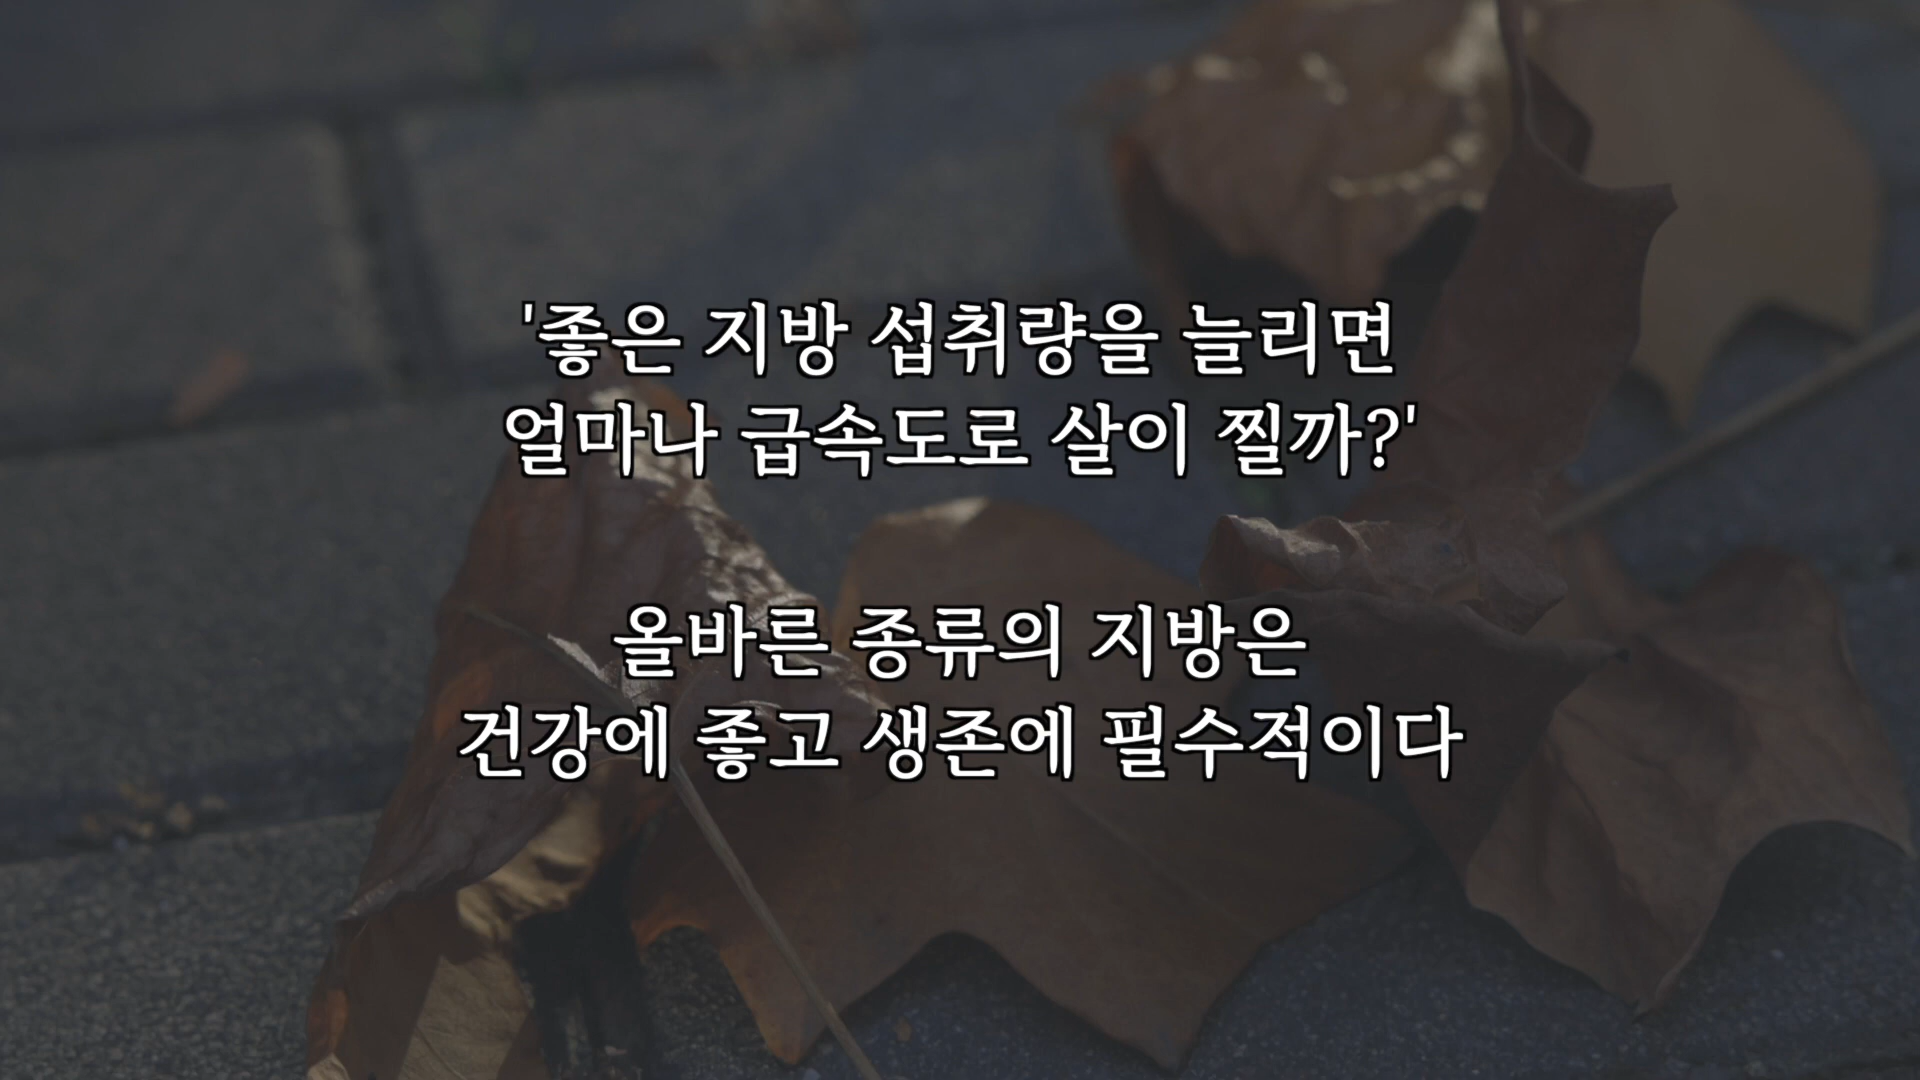 '좋은 지방 섭취량을 늘리면
얼마나 급속도로 살이 찔까?'
올바른 종류의 지방은
건강에 좋고 생존에 필수적이다